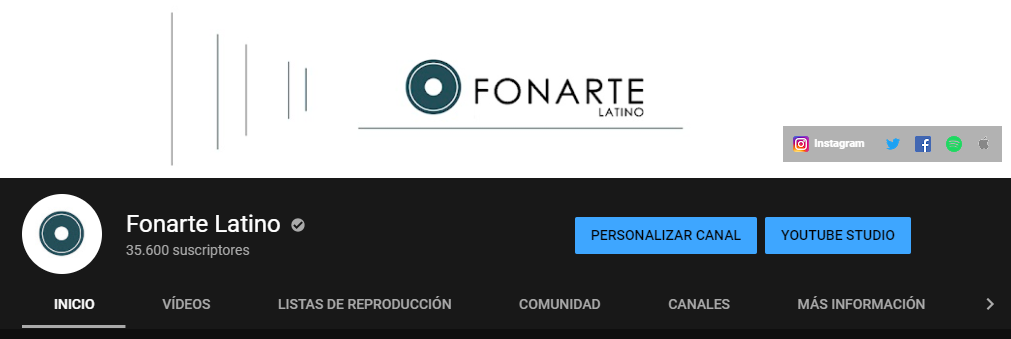 FONARTE
LATINO
Instagram
Fonarte Latino
35.600 suscriptores
PERSONALIZAR CANAL
YOUTUBE STUDIO
INICIO
VÍDEOS
LISTAS DE REPRODUCCIÓN
COMUNIDAD
CANALES
MÁS INFORMACIÓN